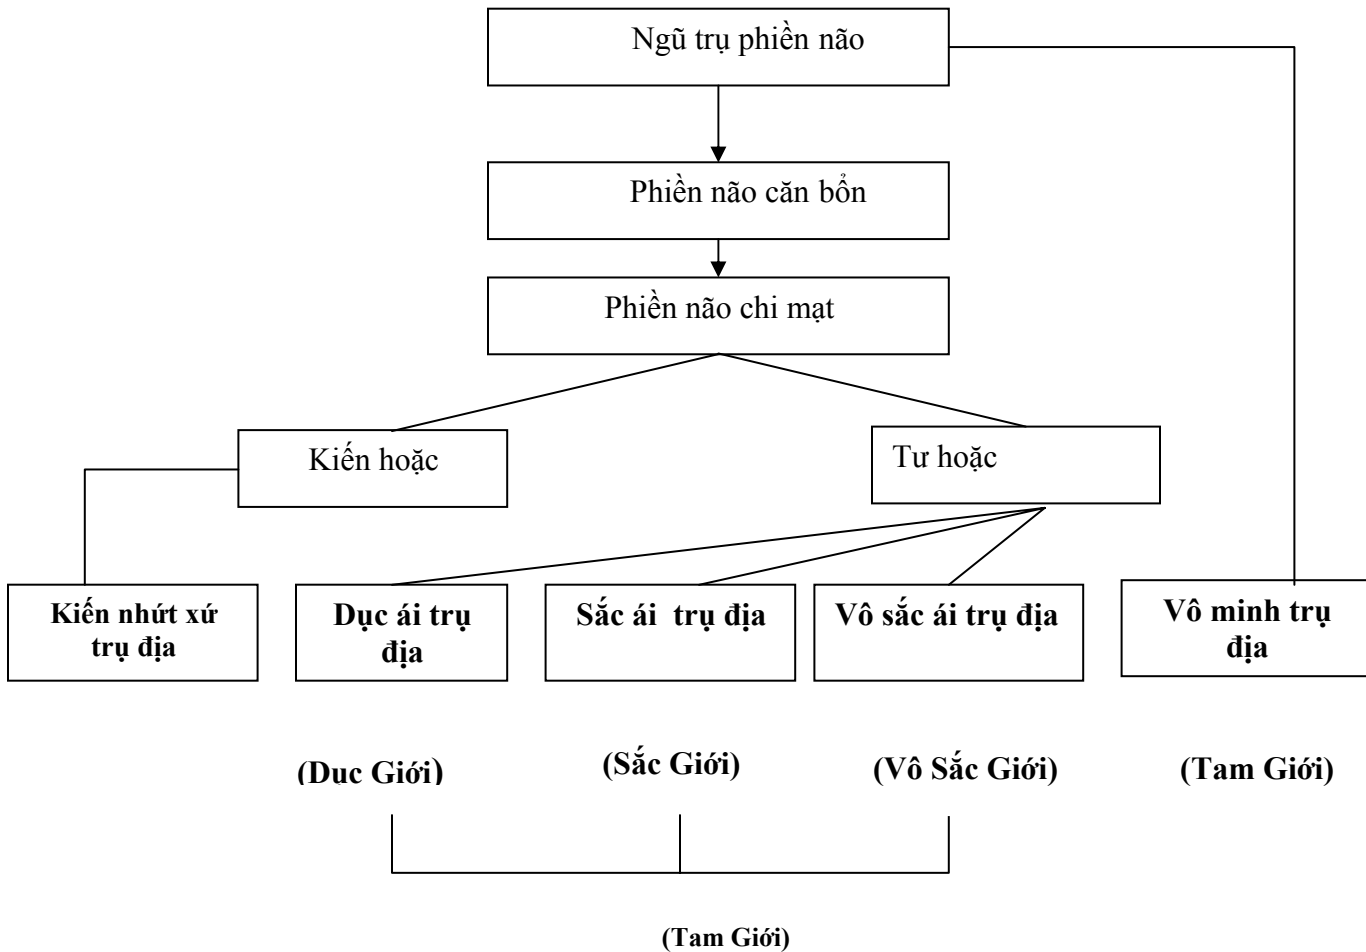 Ngũ trụ phiền não
Phiền não căn bổn
Phiền não chi mạt
Kiến hoặc
Tư hoặc
Kiến nhứt xứ
trụ địa
Dục ái trụ
địa
Sắc ái trụ địa
Vô sắc ái trụ địa
Vô minh trụ
địa
(Dục Giới)
(Sắc Giới)
(Vô Sắc Giới)
(Tam Giới)
(Tam Giới)